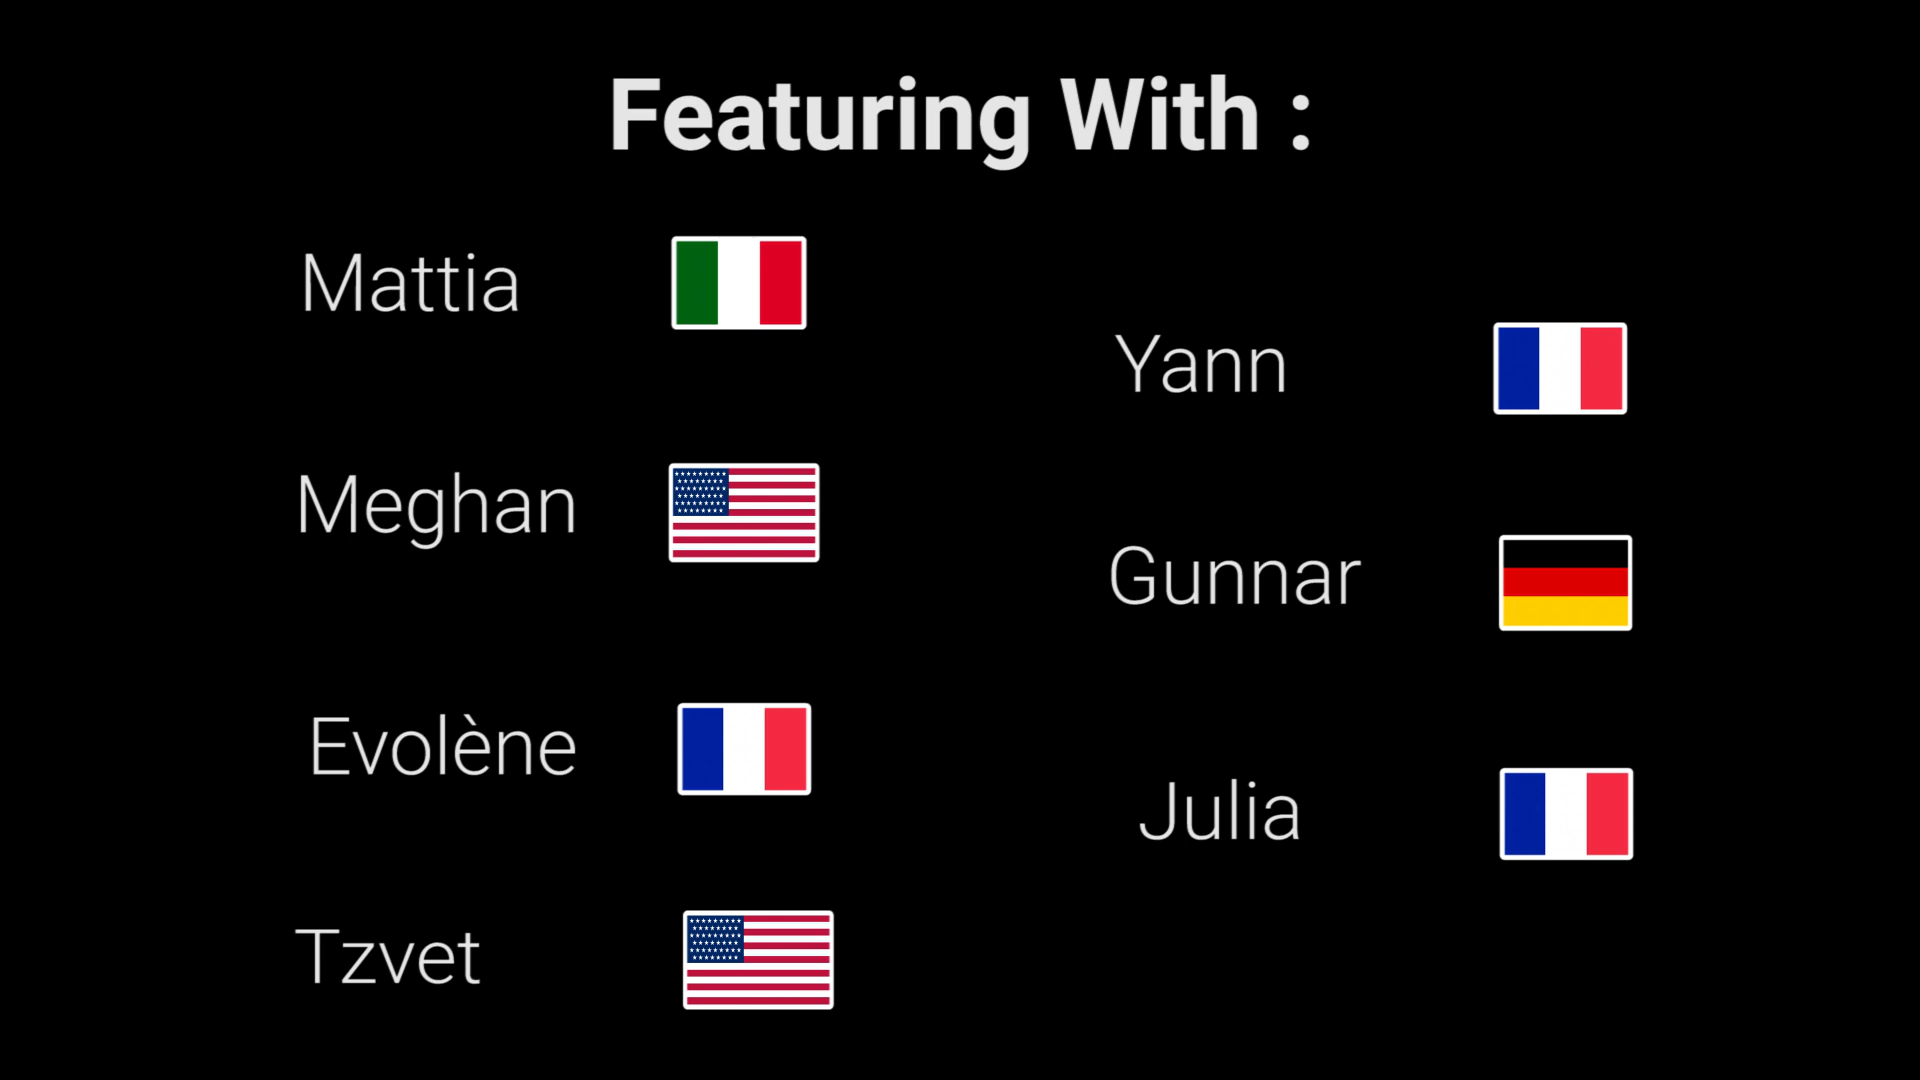 Featuring With :
Mattia
Meghan
Evolène
Tzvet
Yann
Gunnar
Julia